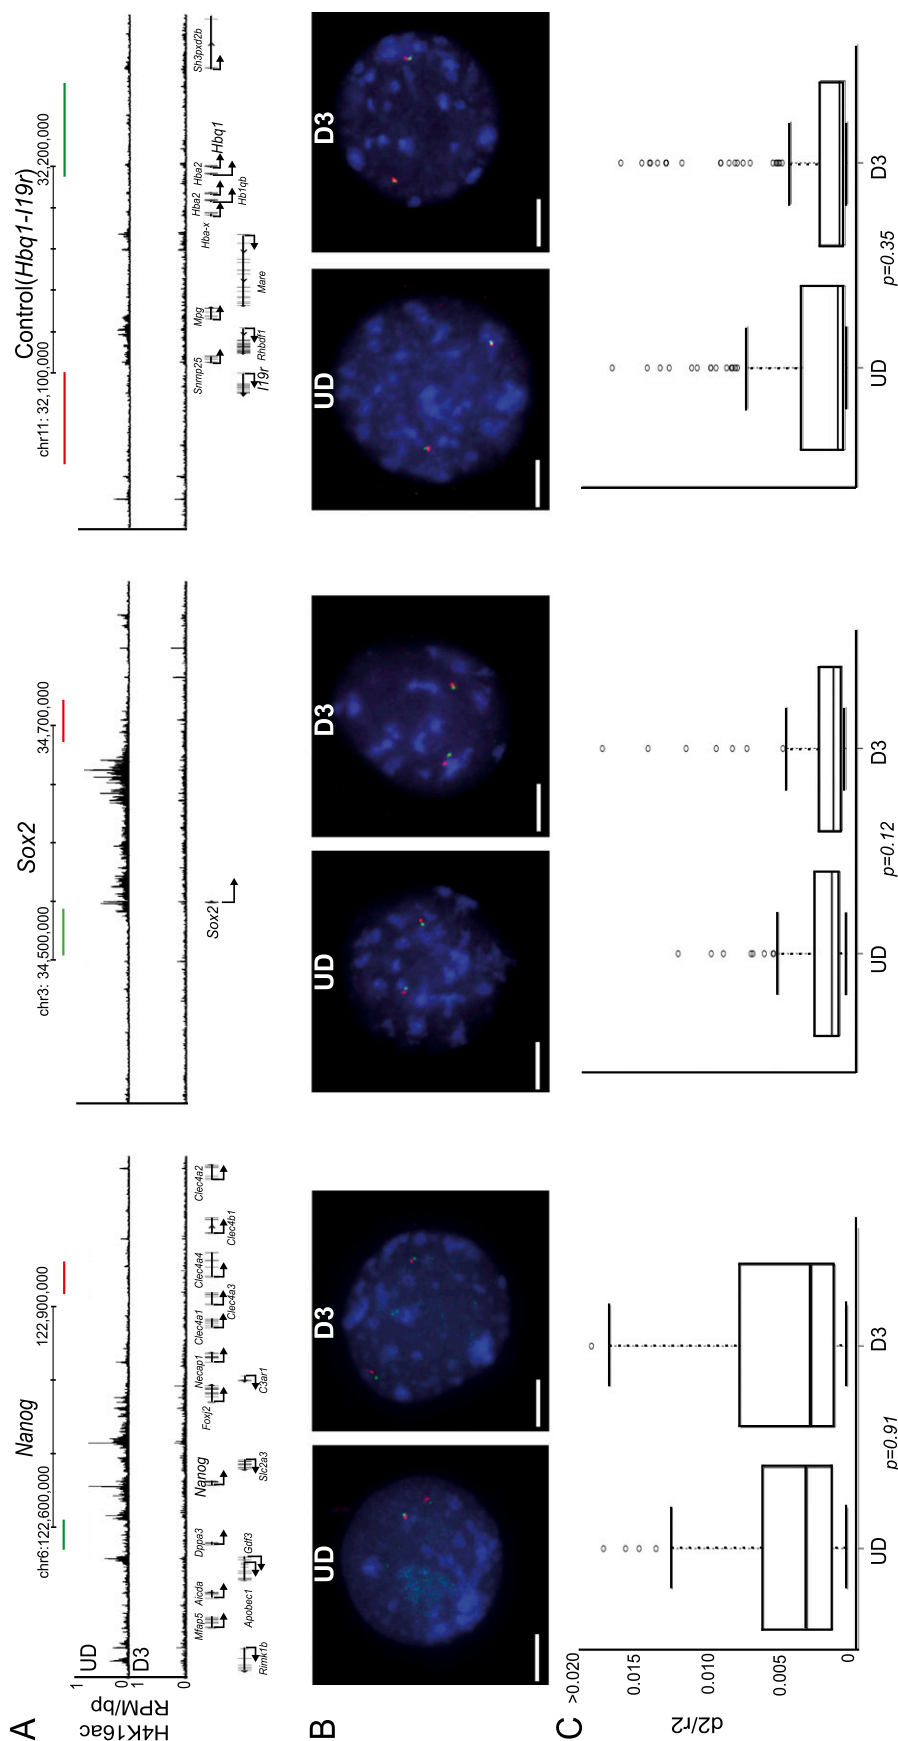 A
Nanog
Sox2
Control(Hbq1-I19r)
chr6:122,600,000
122,900,000
chr3: 34,500,000
34,700,000
chr11: 32,100,000
32,200,000
H4K16ac
RPM/bp
1
UD
0
1
D3
0
Mfap5
Aicda
Dppa3
Nanog
Foxj2
Necap1
Clec4a1
Clec4a4
Clec4a2
Rimk1b
Apobec1
Gdf3
Slc2a3
C3ar1
Clec4a3
Clec4b1
Sox2
Snrnp25
Mpg
Hba-x
Hba2
Hba2
Hbq1
Sh3pxd2b
I19r
Rhbdf1
Mare
Hb1qb
B
UD
D3
UD
D3
UD
D3
C
d2/r2
>0.020
0.015
0.010
0.005
0
UD
D3
UD
D3
UD
D3
p=0.91
p=0.12
p=0.35